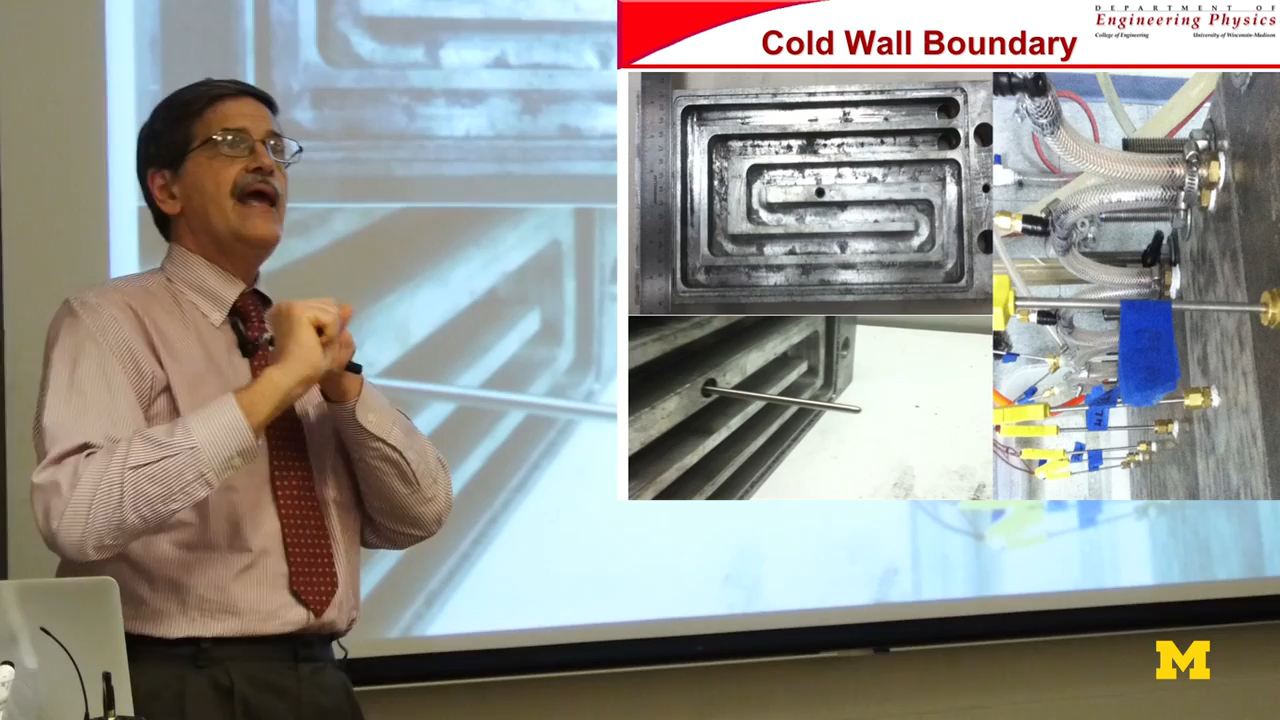 DEPARTMENT OF
Engineering Physics
College of Engineering University of Wisconsin-Madison
Cold Wall Boundary
M